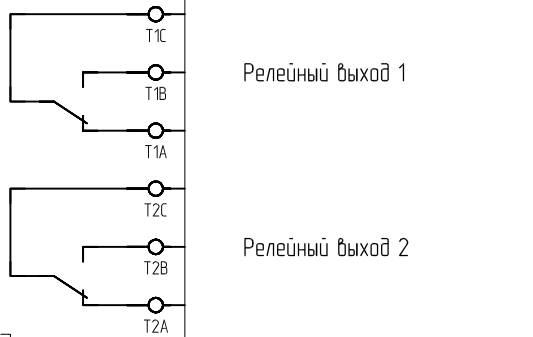 T1C
Релейный выход 1
T1B
T1A
T2C
Релейный выход 2
T2B
T2A